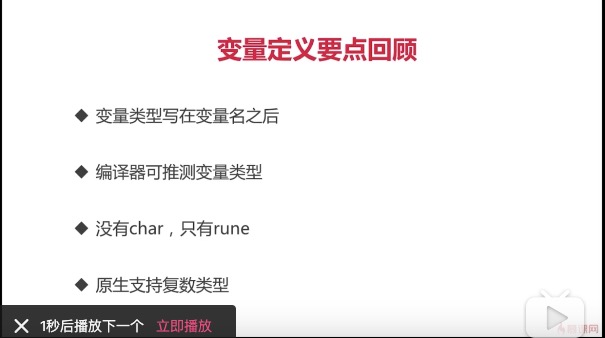 变量定义要点回顾
◆ 变量类型写在变量名之后
◆ 编译器可推测变量类型
◆ 没有char，只有rune
◆ 原生支持复数类型
1秒后播放下一个 立即播放